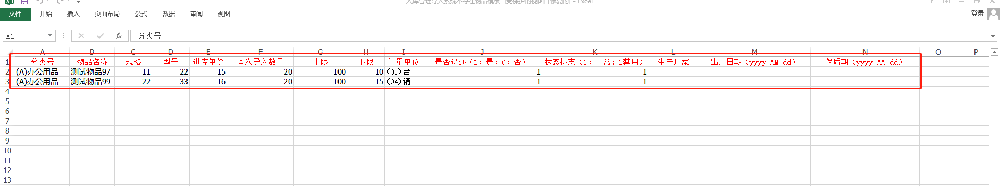 入库管理导入系统不存在物品模板 [受保护的视图] [修复的] - Excel
文件 开始 插入 页面布局 公式 数据 审阅 视图 登录
A1 fx 分类号
A B C D E F G H I J K L M N O P
1 分类号 物品名称 规格 型号 进库单价 本次导入数量 上限 下限 计量单位 是否退还（1：是；0：否） 状态标志（1：正常；2禁用） 生产厂家 出厂日期（yyyy-MM-dd） 保质期（yyyy-MM-dd）
2 (A)办公用品 测试物品97 11 22 15 20 100 10 (01)台 1 1
3 (A)办公用品 测试物品99 22 33 16 20 100 15 (04)辆 1 1
4
5
6
7
8
9
10
11
12
13